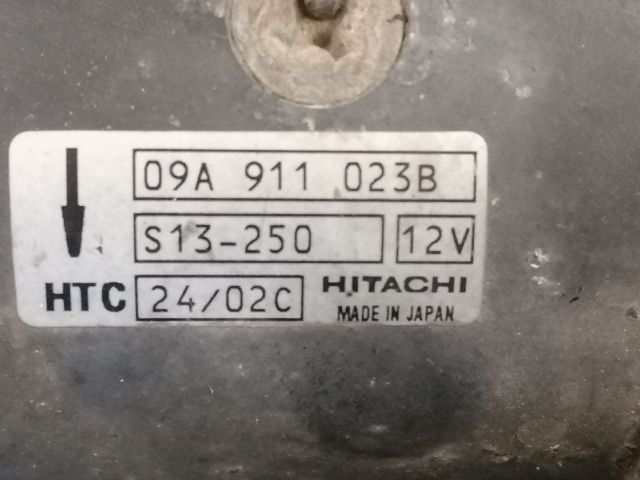 09A 911 023B
S13-250 12V
HTC 24/02C HITACHI
MADE IN JAPAN